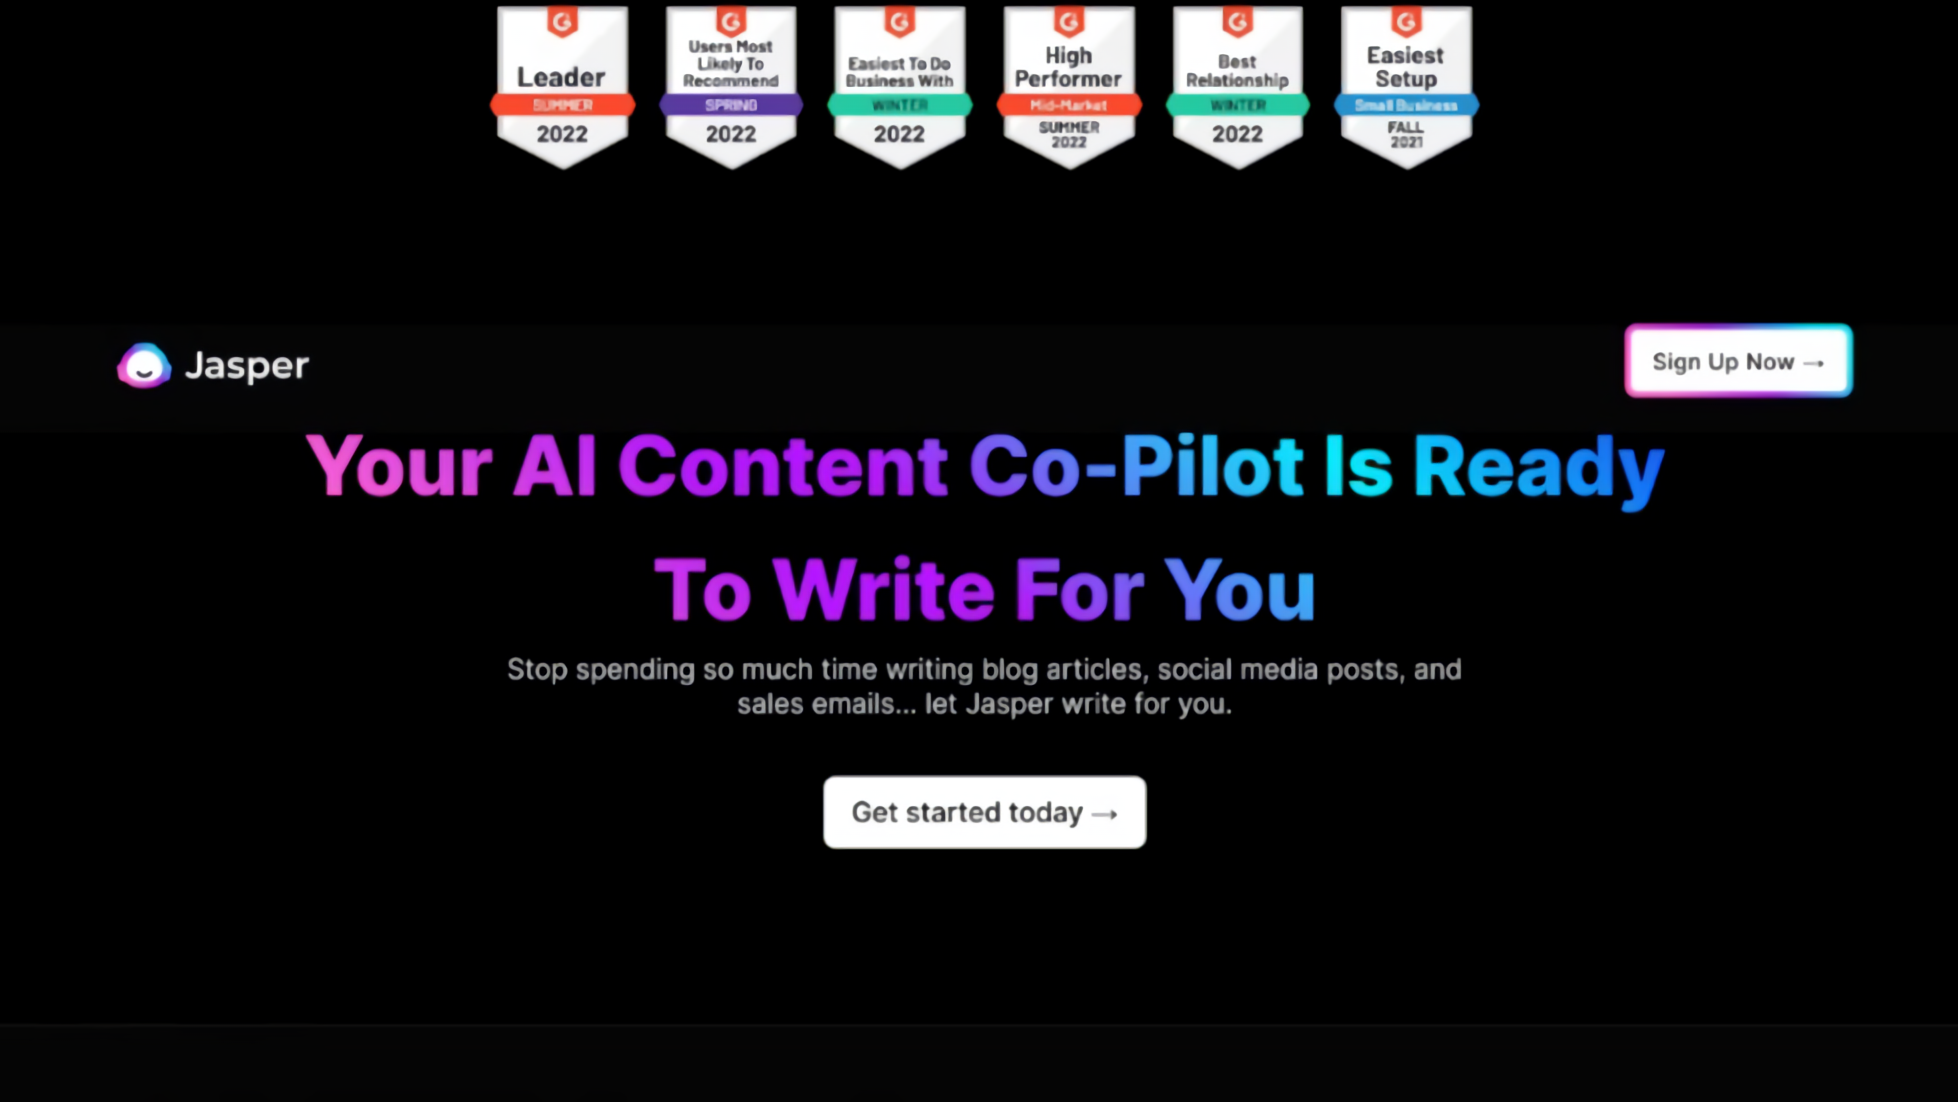 Leader
SUMMER
2022
Users Most
Likely To
Recommend
SPRING
2022
Easiest To Do
Business With
WINTER
2022
High
Performer
Mid-Market
SUMMER
2022
Best
Relationship
WINTER
2022
Easiest
Setup
Small Business
FALL
2021
Jasper
Sign Up Now →
Your AI Content Co-Pilot Is Ready
To Write For You
Stop spending so much time writing blog articles, social media posts, and
sales emails... let Jasper write for you.
Get started today →